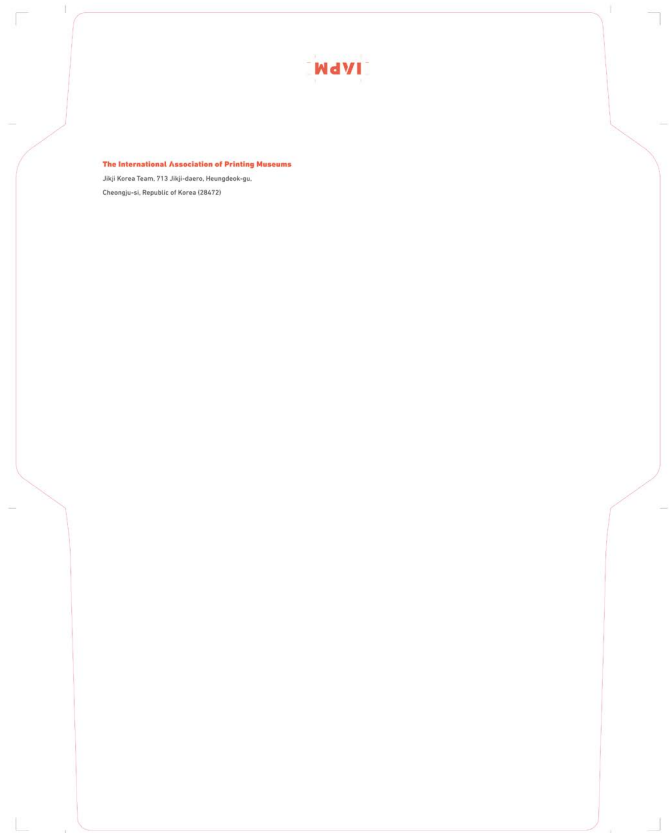 IAPM
The International Association of Printing Museums
Jikji Korea Team, 713 Jikji-daero, Heungdeok-gu,
Cheongju-si, Republic of Korea (28472)